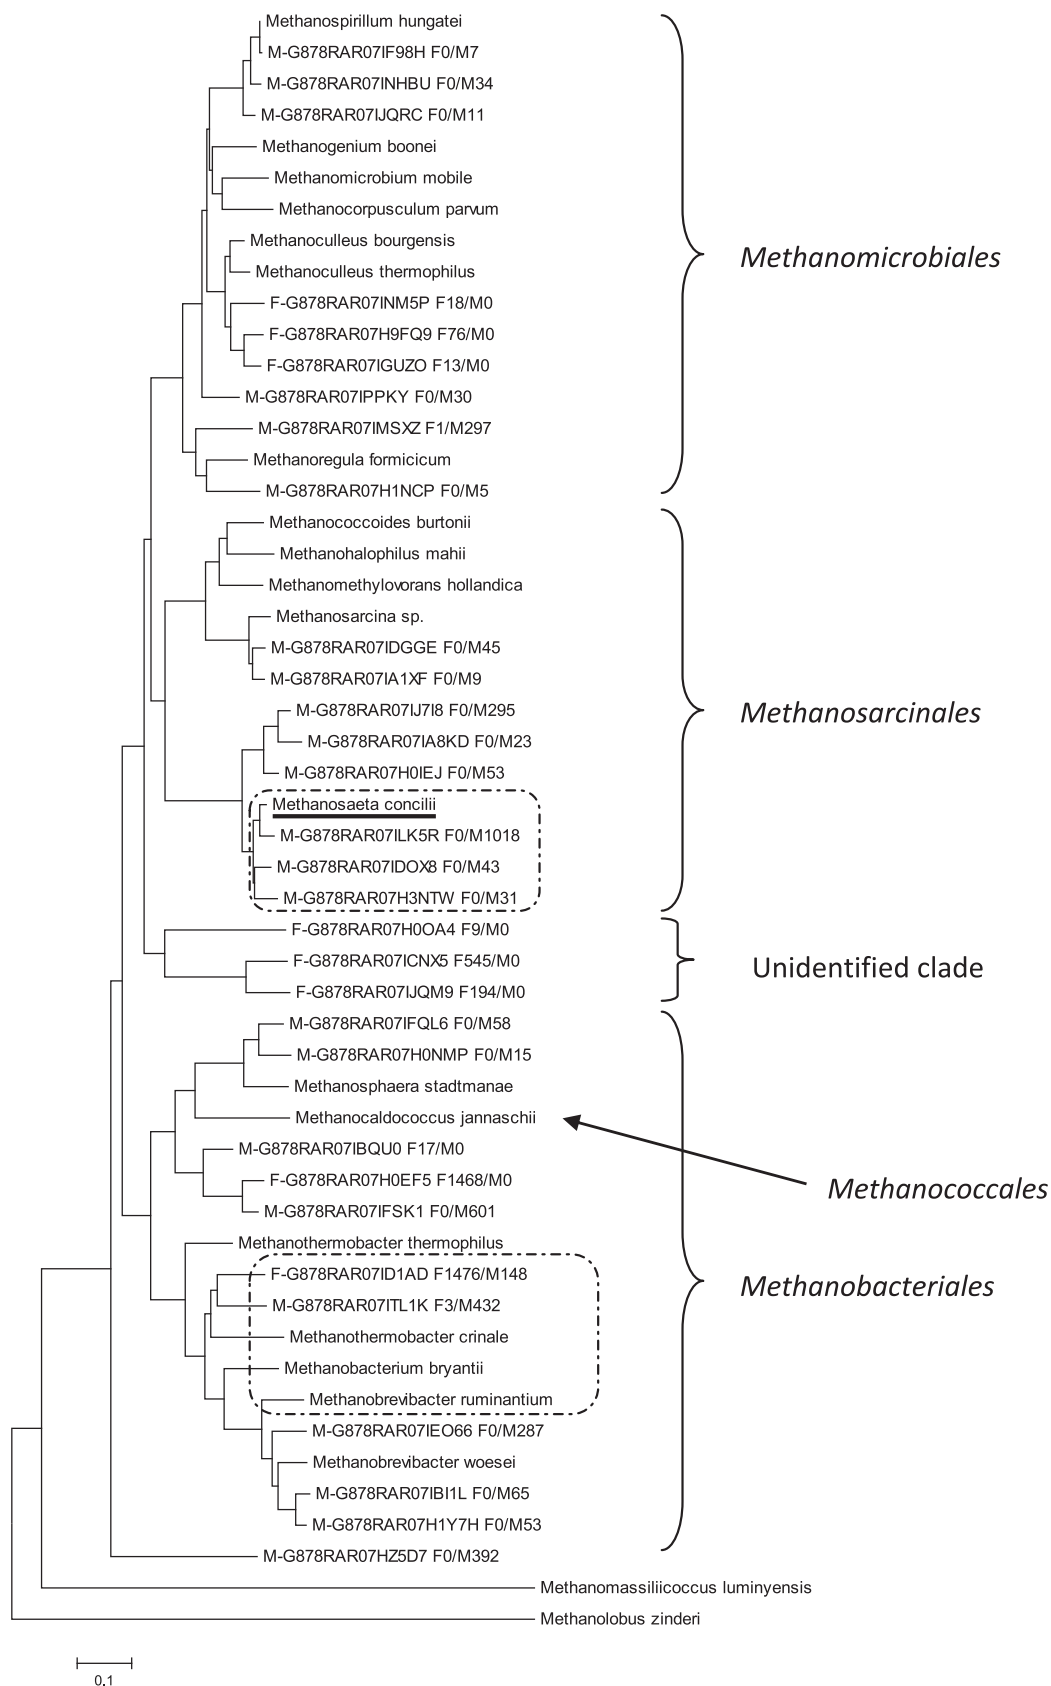 Methanospirillum hungatei
M-G878RAR07IF98H F0/M7
M-G878RAR07INHBU F0/M34
M-G878RAR07IJQRC F0/M11
Methanogenium boonei
Methanomicrobium mobile
Methanocorpusculum parvum
Methanoculleus bourgensis
Methanomicrobiales
Methanoculleus thermophilus
F-G878RAR07INM5P F18/M0
F-G878RAR07H9FQ9 F76/M0
F-G878RAR07IGUZO F13/M0
M-G878RAR07IPPKY F0/M30
M-G878RAR07IMSXZ F1/M297
Methanoregula formicicum
M-G878RAR07H1NCP F0/M5
Methanococcoides burtonii
Methanohalophilus mahii
Methanomethylovorans hollandica
Methanosarcina sp.
M-G878RAR07IDGGE F0/M45
M-G878RAR07IA1XF F0/M9
M-G878RAR07IJ7I8 F0/M295
Methanosarcinales
M-G878RAR07IA8KD F0/M23
M-G878RAR07H0IEJ F0/M53
Methanosaeta concilii
M-G878RAR07ILK5R F0/M1018
M-G878RAR07IDOX8 F0/M43
M-G878RAR07H3NTW F0/M31
F-G878RAR07H0OA4 F9/M0
F-G878RAR07ICNX5 F545/M0
Unidentified clade
F-G878RAR07IJQM9 F194/M0
M-G878RAR07IFQL6 F0/M58
M-G878RAR07H0NMP F0/M15
Methanosphaera stadtmanae
Methanocaldococcus jannaschii
M-G878RAR07IBQU0 F17/M0
F-G878RAR07H0EF5 F1468/M0
Methanococcales
M-G878RAR07IFSK1 F0/M601
Methanothermobacter thermophilus
F-G878RAR07ID1AD F1476/M148
Methanobacteriales
M-G878RAR07ITL1K F3/M432
Methanothermobacter crinale
Methanobacterium bryantii
Methanobrevibacter ruminantium
M-G878RAR07IEO66 F0/M287
Methanobrevibacter woesei
M-G878RAR07IBI1L F0/M65
M-G878RAR07H1Y7H F0/M53
M-G878RAR07HZ5D7 F0/M392
Methanomassiliicoccus luminyensis
Methanolobus zinderi
0.1